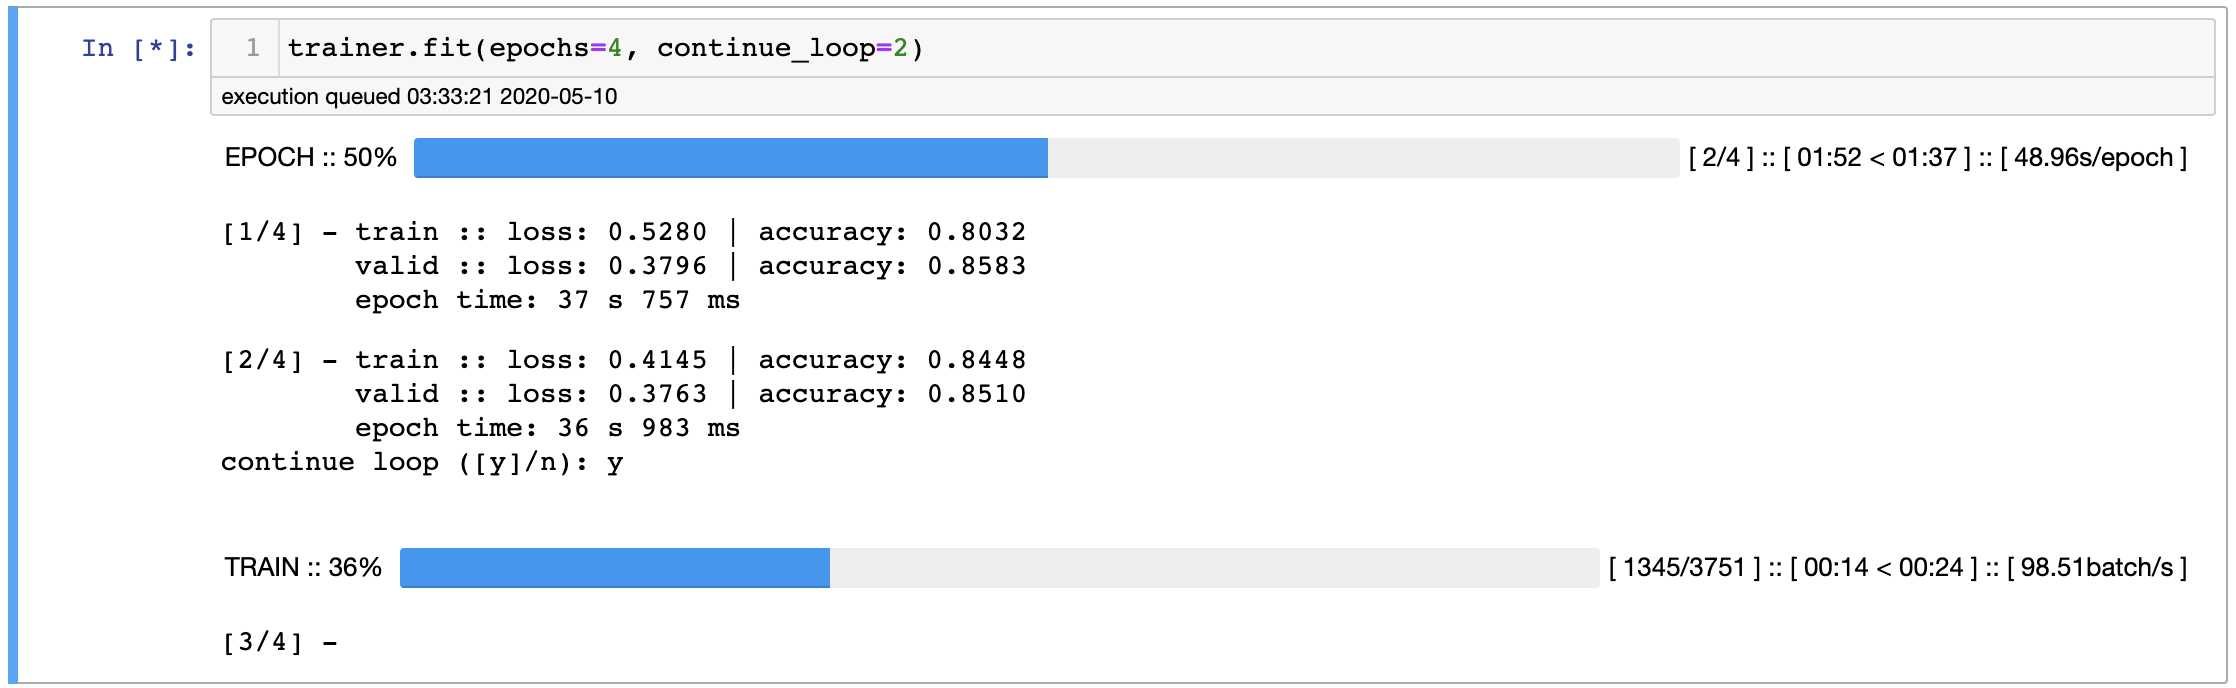 In [*]: 1 trainer.fit(epochs=4, continue_loop=2)
execution queued 03:33:21 2020-05-10
EPOCH :: 50% [ 2/4 ] :: [ 01:52 < 01:37 ] :: [ 48.96s/epoch ]
[1/4] - train :: loss: 0.5280 | accuracy: 0.8032
valid :: loss: 0.3796 | accuracy: 0.8583
epoch time: 37 s 757 ms
[2/4] - train :: loss: 0.4145 | accuracy: 0.8448
valid :: loss: 0.3763 | accuracy: 0.8510
epoch time: 36 s 983 ms
continue loop ([y]/n): y
TRAIN :: 36% [ 1345/3751 ] :: [ 00:14 < 00:24 ] :: [ 98.51batch/s ]
[3/4] -